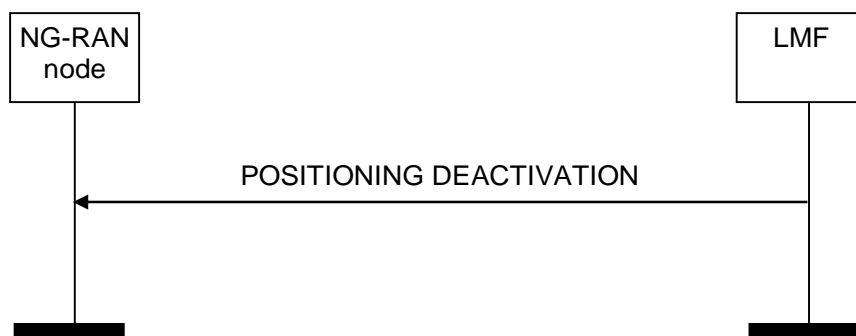 NG-RAN
node
LMF
POSITIONING DEACTIVATION